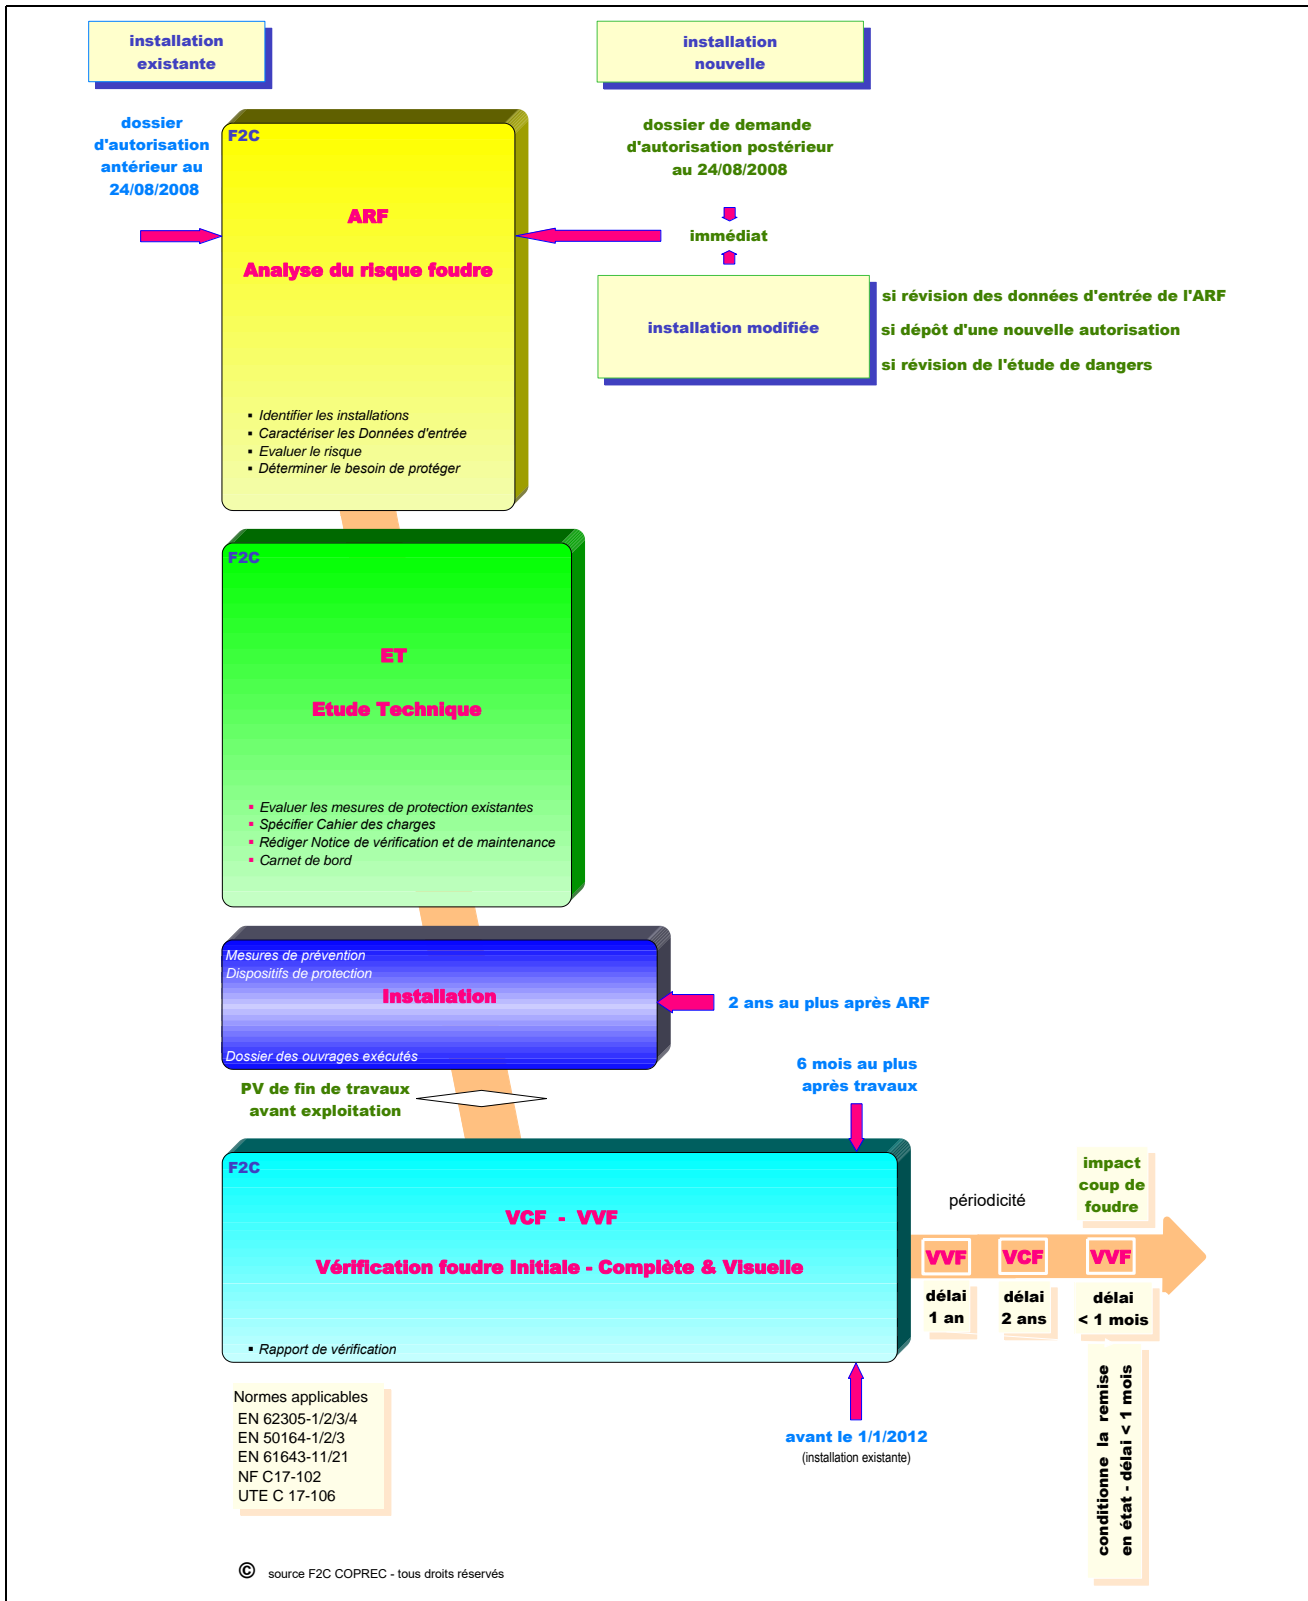 installation
existante
installation
nouvelle
dossier
d'autorisation
antérieur au
24/08/2008
dossier de demande
d'autorisation postérieur
au 24/08/2008
immédiat
installation modifiée
si révision des données d'entrée de l'ARF
si dépôt d'une nouvelle autorisation
si révision de l'étude de dangers
F2C
ARF
Analyse du risque foudre
▪ Identifier les installations
▪ Caractériser les Données d'entrée
▪ Evaluer le risque
▪ Déterminer le besoin de protéger
F2C
ET
Etude Technique
▪ Evaluer les mesures de protection existantes
▪ Spécifier Cahier des charges
▪ Rédiger Notice de vérification et de maintenance
▪ Carnet de bord
Mesures de prévention
Dispositifs de protection
Installation
Dossier des ouvrages exécutés
2 ans au plus après ARF
PV de fin de travaux
avant exploitation
6 mois au plus
après travaux
F2C
VCF - VVF
Vérification foudre Initiale - Complète & Visuelle
▪ Rapport de vérification
périodicité
impact
coup de
foudre
VVF
VCF
VVF
délai
1 an
délai
2 ans
délai
< 1 mois
conditionne la remise
en état - délai < 1 mois
avant le 1/1/2012
(installation existante)
Normes applicables
EN 62305-1/2/3/4
EN 50164-1/2/3
EN 61643-11/21
NF C17-102
UTE C 17-106
© source F2C COPREC - tous droits réservés